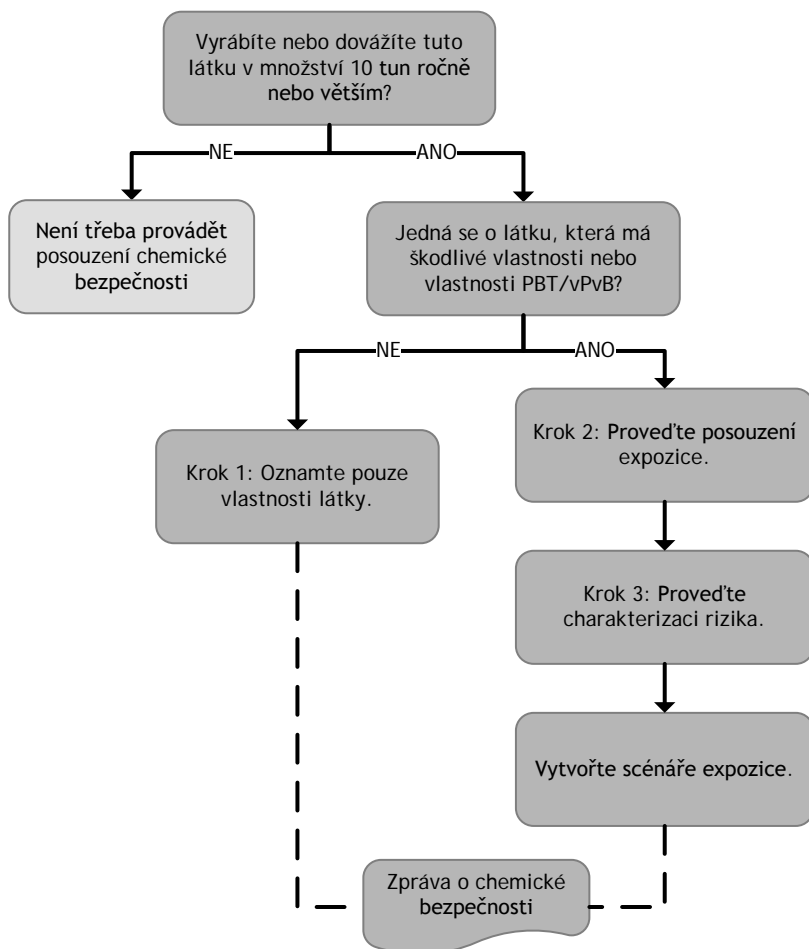 Vyrábíte nebo dovážíte tuto
látku v množství 10 tun ročně
nebo větším?
NE
ANO
Není třeba provádět
posouzení chemické
bezpečnosti
Jedná se o látku, která má
škodlivé vlastnosti nebo
vlastnosti PBT/vPvB?
NE
ANO
Krok 1: Oznamte pouze
vlastnosti látky.
Krok 2: Proveďte posouzení
expozice.
Krok 3: Proveďte
charakterizaci rizika.
Vytvořte scénáře expozice.
Zpráva o chemické
bezpečnosti